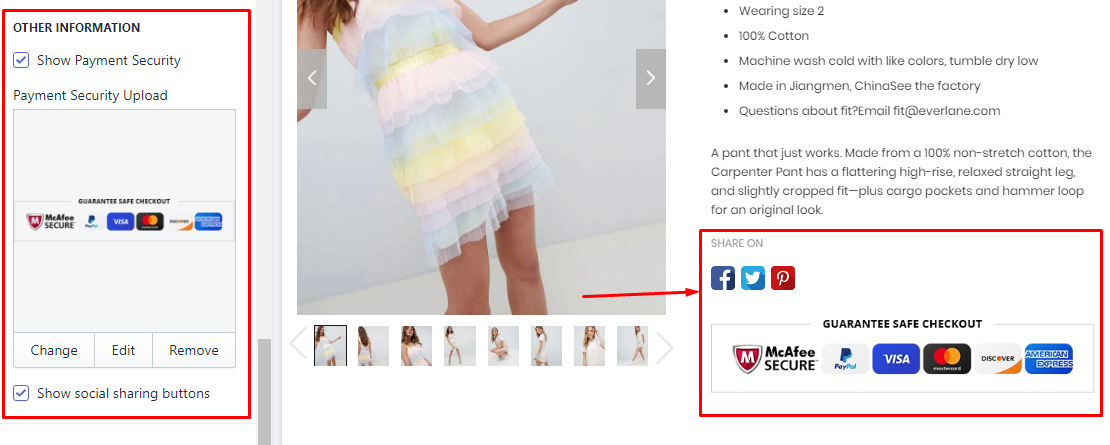 OTHER INFORMATION
Show Payment Security
Payment Security Upload
GUARANTEE SAFE CHECKOUT
McAfee SECURE™ PayPal VISA mastercard DISCOVER AMERICAN EXPRESS
Change Edit Remove
Show social sharing buttons
Wearing size 2
100% Cotton
Machine wash cold with like colors, tumble dry low
Made in Jiangmen, ChinaSee the factory
Questions about fit?Email fit@everlane.com
A pant that just works. Made from a 100% non-stretch cotton, the
Carpenter Pant has a flattering high-rise, relaxed straight leg,
and slightly cropped fit—plus cargo pockets and hammer loop
for an original look.
SHARE ON
GUARANTEE SAFE CHECKOUT
McAfee SECURE™ PayPal VISA mastercard DISCOVER AMERICAN EXPRESS